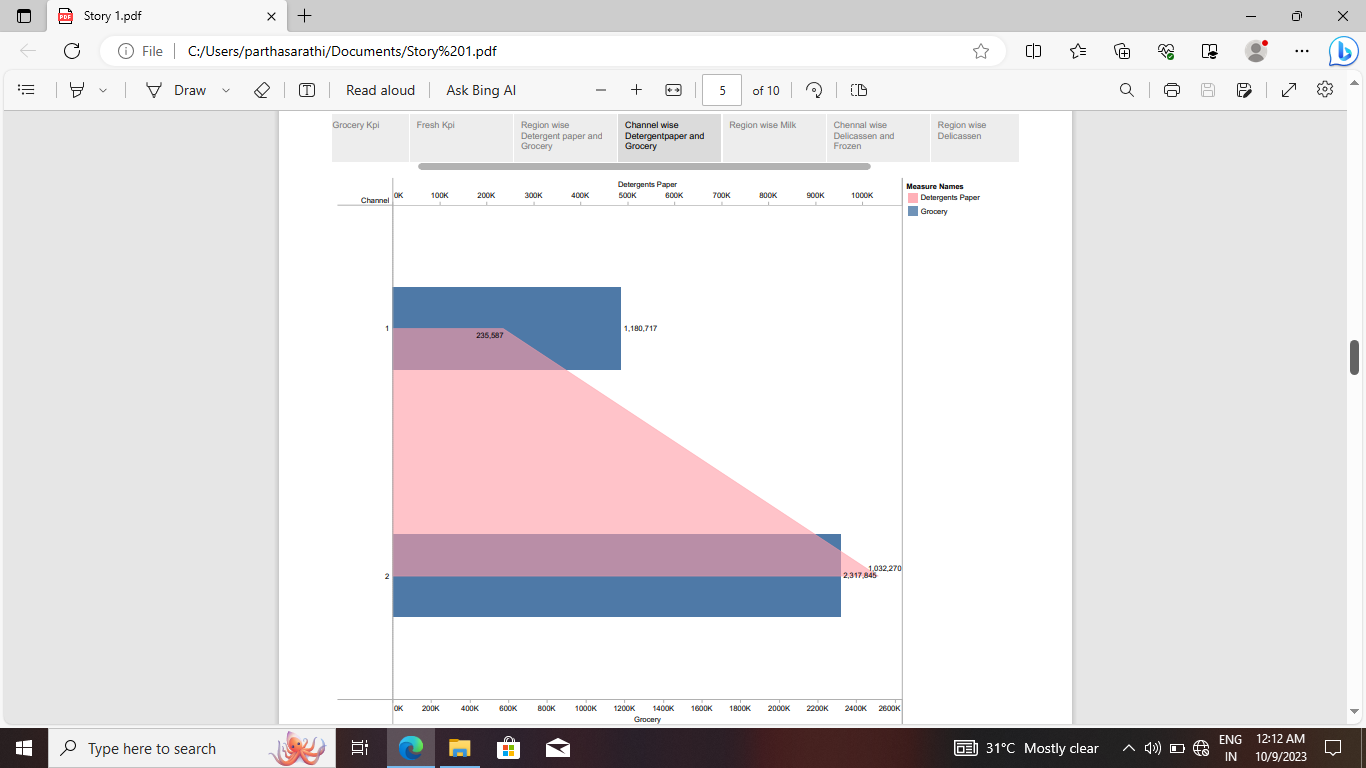 Story 1.pdf
File
C:/Users/parthasarathi/Documents/Story%201.pdf
Draw
Read aloud
Ask Bing AI
5 of 10
Grocery Kpi
Fresh Kpi
Region wise
Detergent paper and
Grocery
Channel wise
Detergentpaper and
Grocery
Region wise Milk
Chennal wise
Delicassen and
Frozen
Region wise
Delicassen
Detergents Paper
0K 100K 200K 300K 400K 500K 600K 700K 800K 900K 1000K
Channel
Measure Names
Detergents Paper
Grocery
1
235,587
1,180,717
2
1,032,270
2,317,845
0K 200K 400K 600K 800K 1000K 1200K 1400K 1600K 1800K 2000K 2200K 2400K 2600K
Grocery
Type here to search
31°C Mostly clear
ENG
IN
12:12 AM
10/9/2023